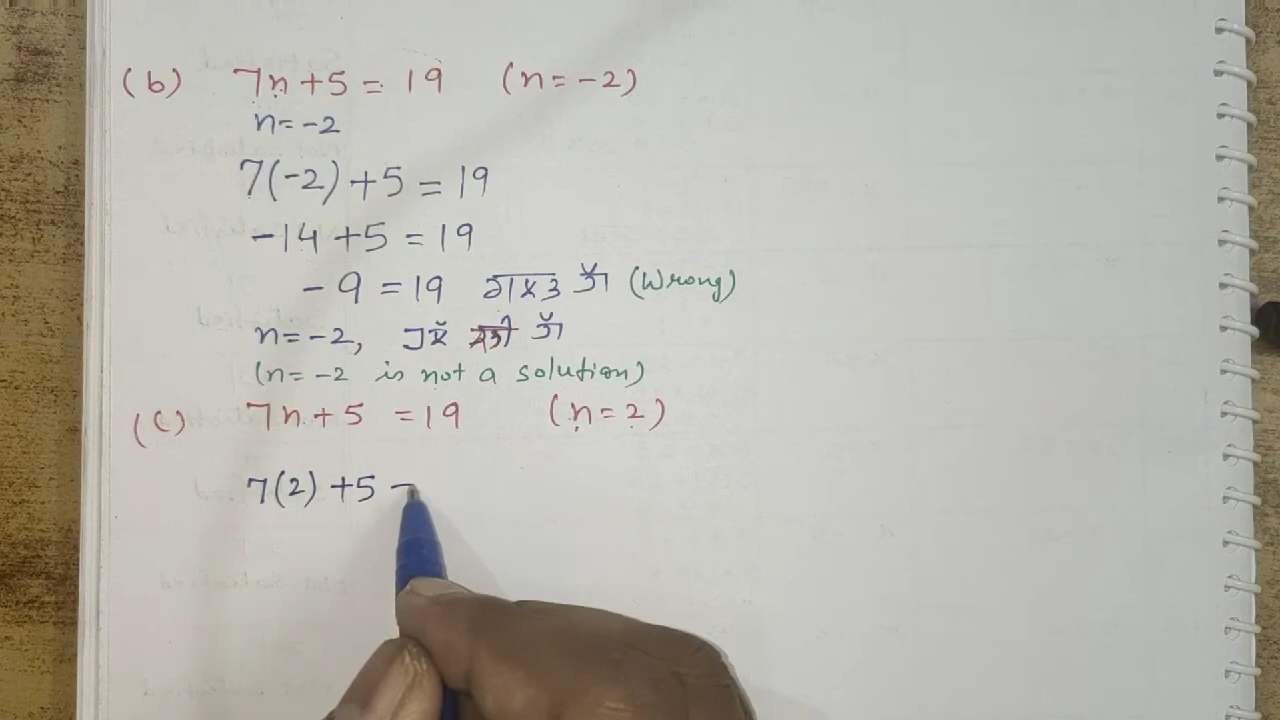 (b) 7n + 5 = 19 (n = -2)
n = -2
7(-2) + 5 = 19
-14 + 5 = 19
-9 = 19 (Wrong)
n = -2,
(n = -2 is not a solution)
(c) 7n + 5 = 19 (n = 2)
7(2) + 5 -